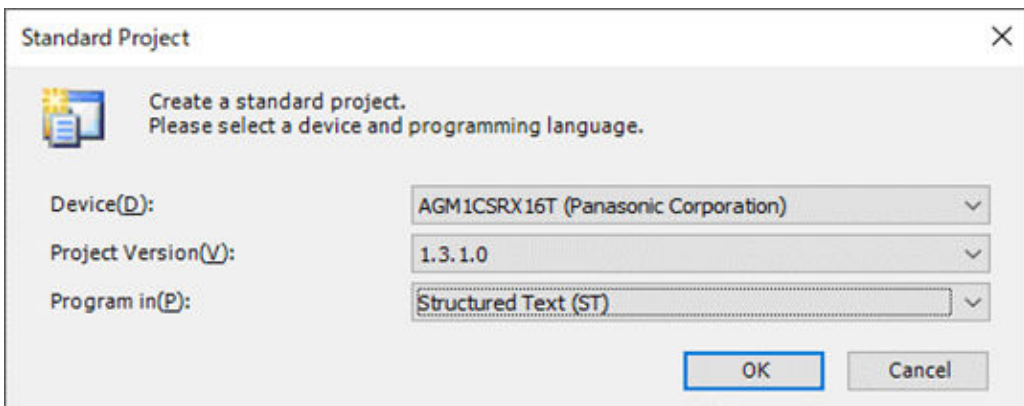 Standard Project
Create a standard project.
Please select a device and programming language.
Device(D): AGM1CSRX16T (Panasonic Corporation)
Project Version(V): 1.3.1.0
Program in(P): Structured Text (ST)
OK Cancel